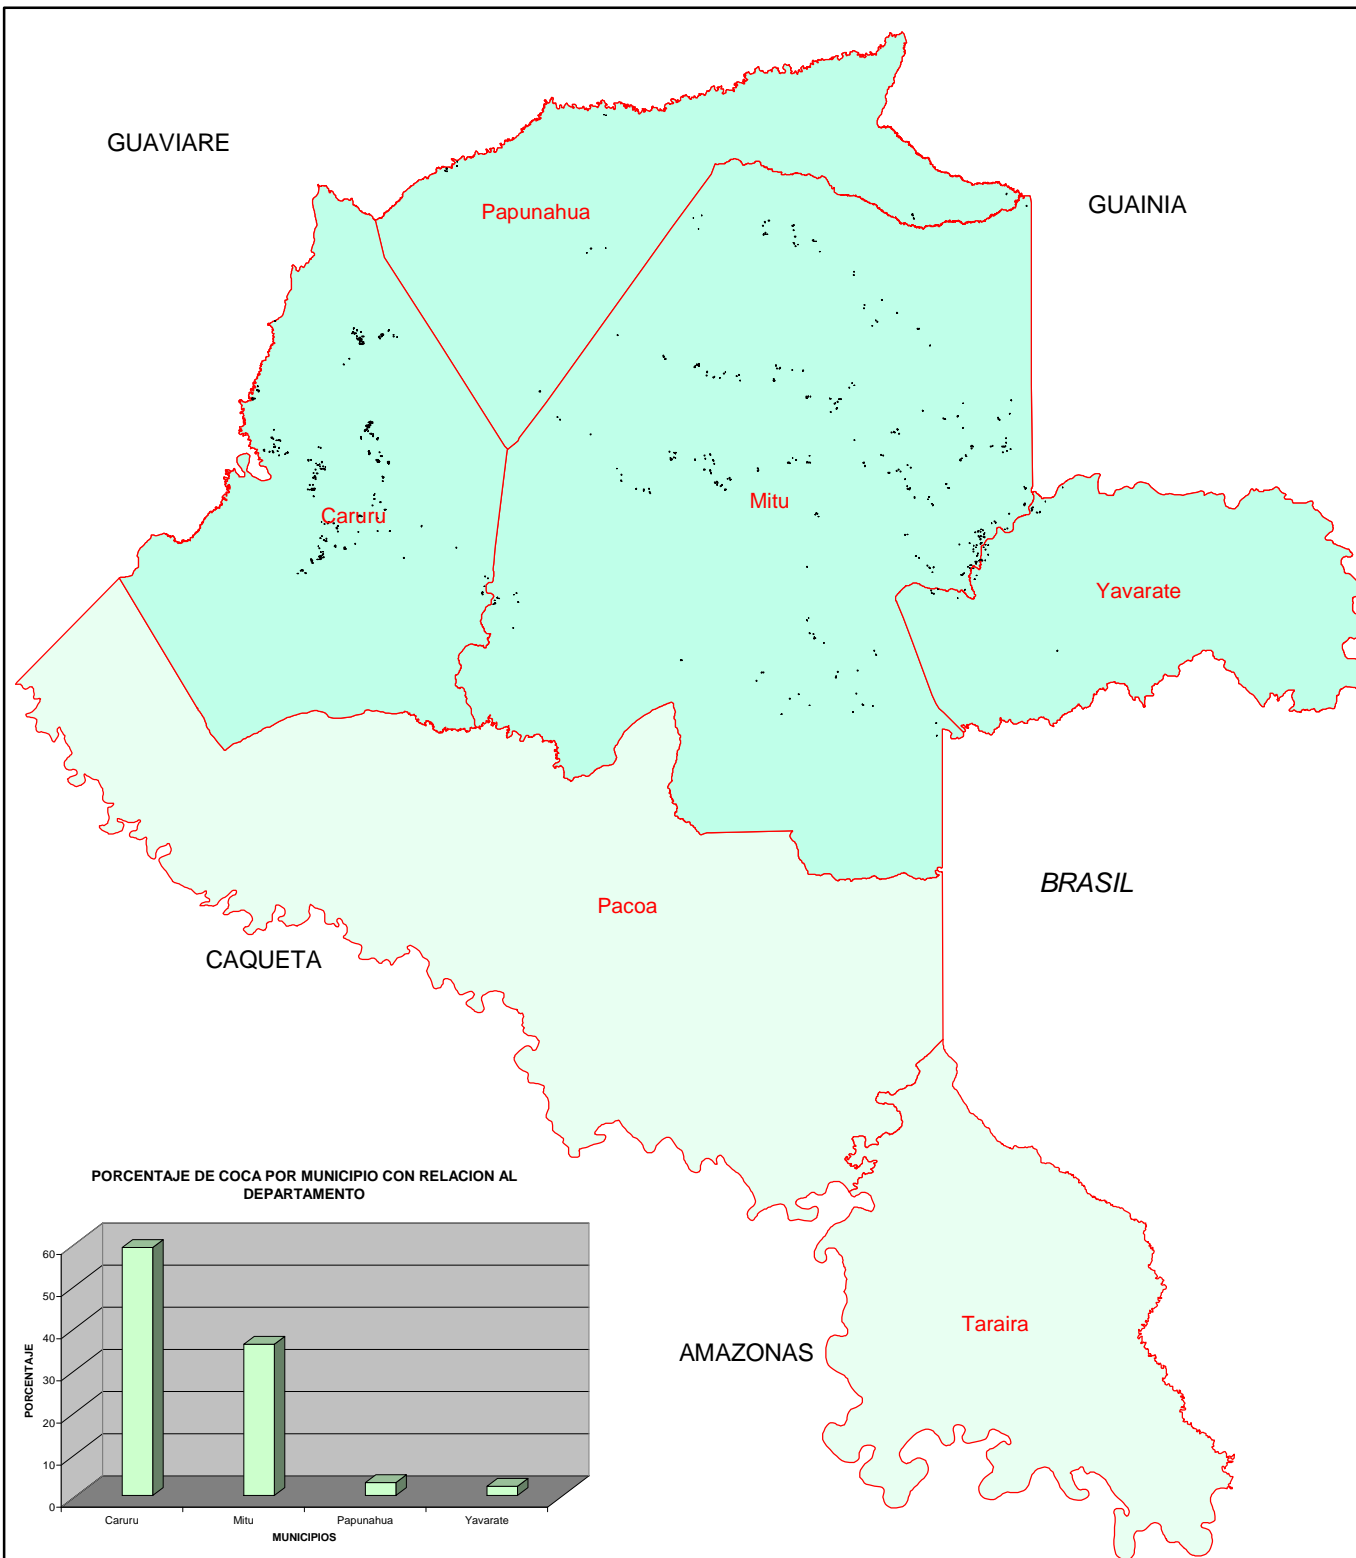 GUAVIARE
GUAINIA
Papunahua
Mitu
Caruru
Yavarate
BRASIL
Pacoa
CAQUETA
Taraira
AMAZONAS
PORCENTAJE DE COCA POR MUNICIPIO CON RELACION AL
DEPARTAMENTO
60
50
40
30
20
10
0
PORCENTAJE
Caruru Mitu Papunahua Yavarate
MUNICIPIOS